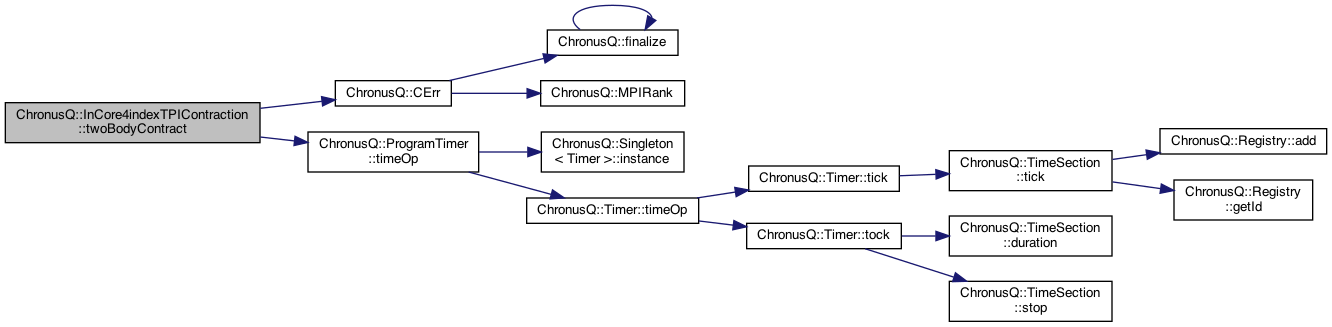 ChronusQ::InCore4indexTPIContraction
::twoBodyContract
ChronusQ::CErr
ChronusQ::finalize
ChronusQ::MPIRank
ChronusQ::ProgramTimer
::timeOp
ChronusQ::Singleton
< Timer >::instance
ChronusQ::Timer::timeOp
ChronusQ::Timer::tick
ChronusQ::TimeSection
::tick
ChronusQ::Registry::add
ChronusQ::Registry
::getId
ChronusQ::Timer::tock
ChronusQ::TimeSection
::duration
ChronusQ::TimeSection
::stop